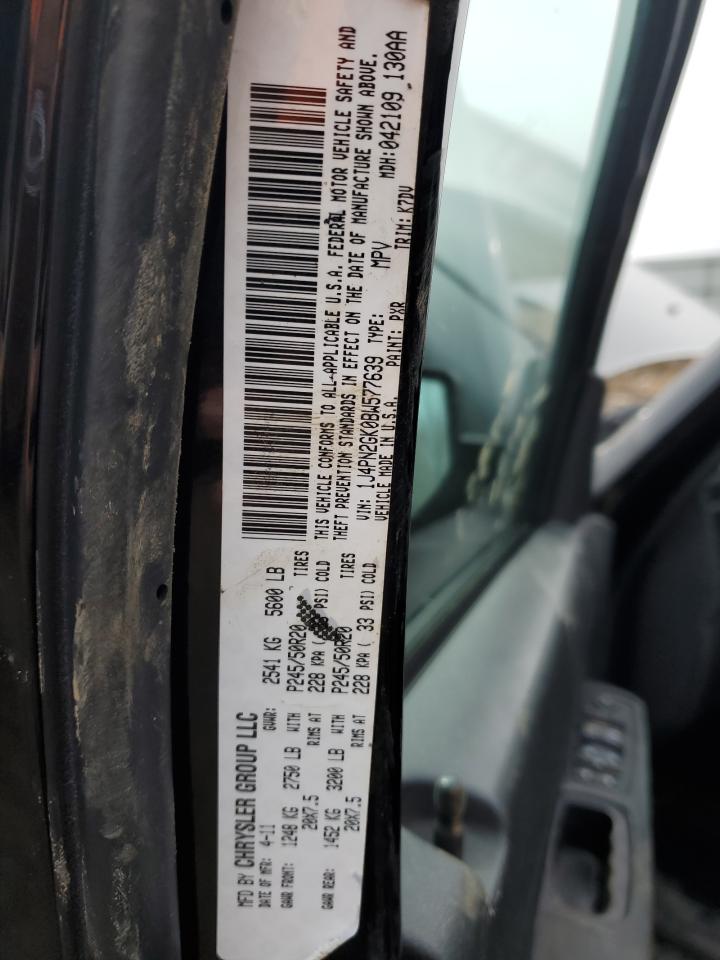 MFD BY CHRYSLER GROUP LLC
DATE OF MFR: 4-11 GVWR: 2541 KG 5600 LB
GAWR FRONT: 1248 KG 2750 LB WITH P245/50R20 TIRES
20X7.5 RIMS AT 228 KPA ( PSI) COLD
GAWR REAR: 1452 KG 3200 LB WITH P245/50R20 TIRES
20X7.5 RIMS AT 228 KPA ( 33 PSI) COLD
THIS VEHICLE CONFORMS TO ALL APPLICABLE U.S.A. FEDERAL MOTOR VEHICLE SAFETY AND
THEFT PREVENTION STANDARDS IN EFFECT ON THE DATE OF MANUFACTURE SHOWN ABOVE.
VIN: 1J4PN2GK0BW577639 TYPE: MPV MDH:042109 130AA
VEHICLE MADE IN U.S.A. PAINT: PXR TRIM: K7DV